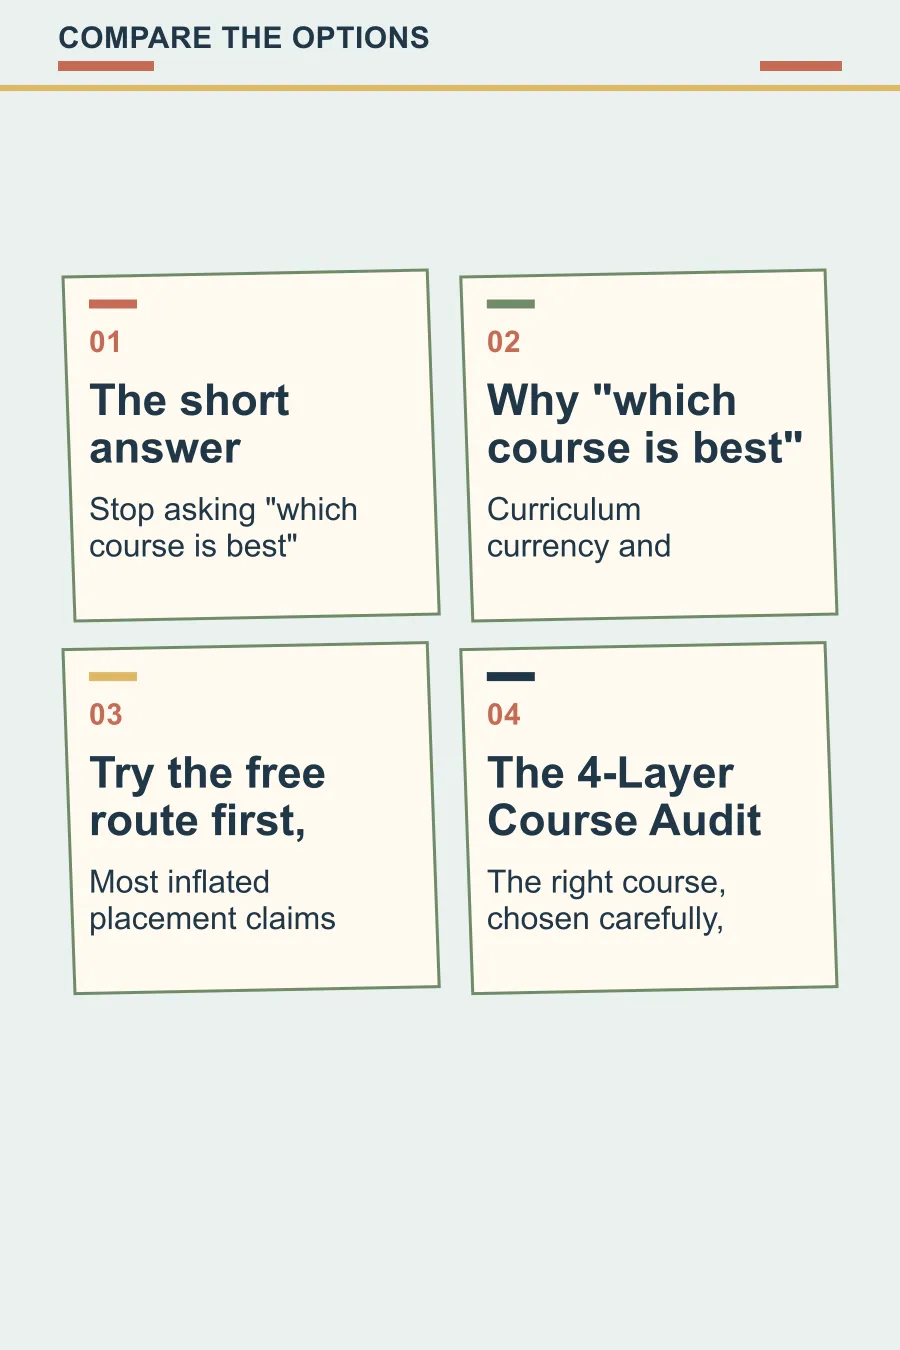 COMPARE THE OPTIONS
01
The short
answer
Stop asking "which
course is best"
02
Why "which
course is best"
Curriculum
currency and
03
Try the free
route first,
Most inflated
placement claims
04
The 4-Layer
Course Audit
The right course,
chosen carefully,